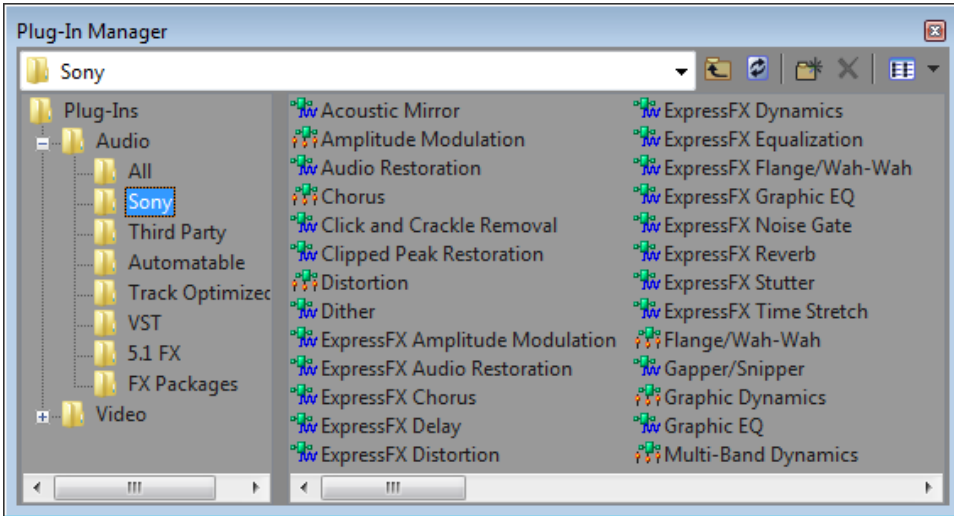 Plug-In Manager
Sony
Plug-Ins
Audio
All
Sony
Third Party
Automatable
Track Optimized
VST
5.1 FX
FX Packages
Video
Acoustic Mirror
Amplitude Modulation
Audio Restoration
Chorus
Click and Crackle Removal
Clipped Peak Restoration
Distortion
Dither
ExpressFX Amplitude Modulation
ExpressFX Audio Restoration
ExpressFX Chorus
ExpressFX Delay
ExpressFX Distortion
ExpressFX Dynamics
ExpressFX Equalization
ExpressFX Flange/Wah-Wah
ExpressFX Graphic EQ
ExpressFX Noise Gate
ExpressFX Reverb
ExpressFX Stutter
ExpressFX Time Stretch
Flange/Wah-Wah
Gapper/Snipper
Graphic Dynamics
Graphic EQ
Multi-Band Dynamics